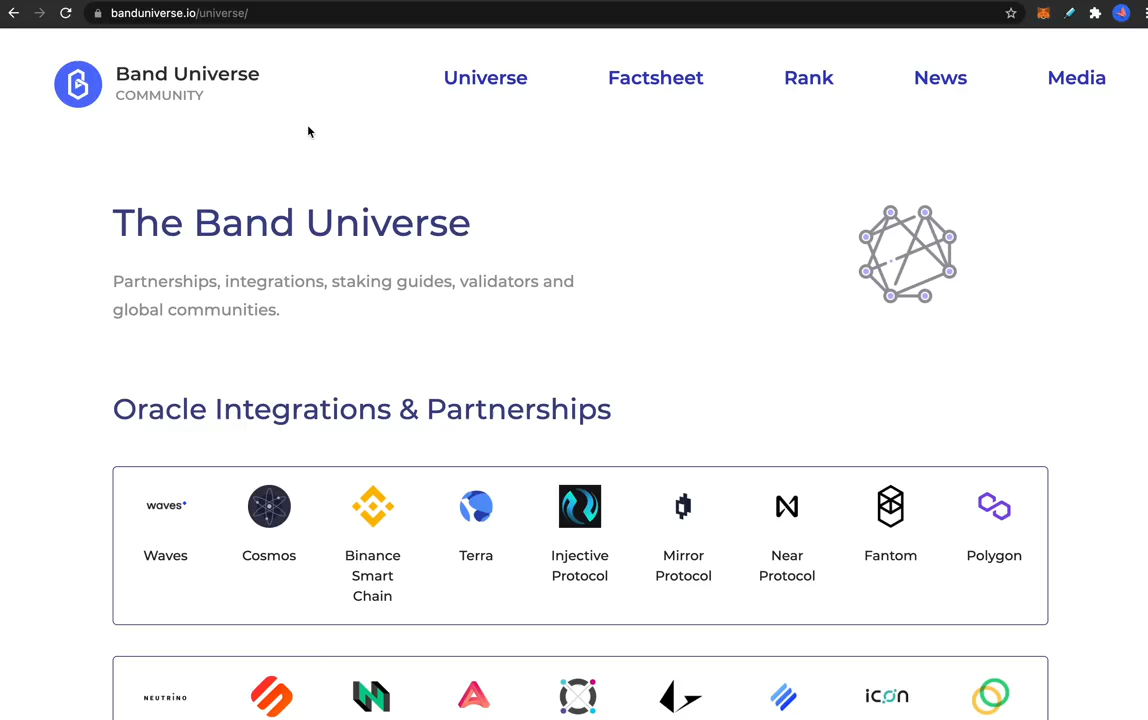 banduniverse.io/universe/
Band Universe
COMMUNITY
Universe
Factsheet
Rank
News
Media
The Band Universe
Partnerships, integrations, staking guides, validators and
global communities.
Oracle Integrations & Partnerships
waves
Waves
Cosmos
Binance
Smart
Chain
Terra
Injective
Protocol
Mirror
Protocol
Near
Protocol
Fantom
Polygon
NEUTRINO
ICON